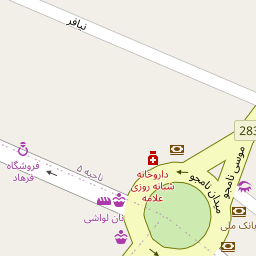 نیافر
283
موسی نامجو
میدان نامجو
داروخانه
شبانه روزی
علامه
ناحیه ۵
فروشگاه
فرهاد
نان لواشی
بانک ملی